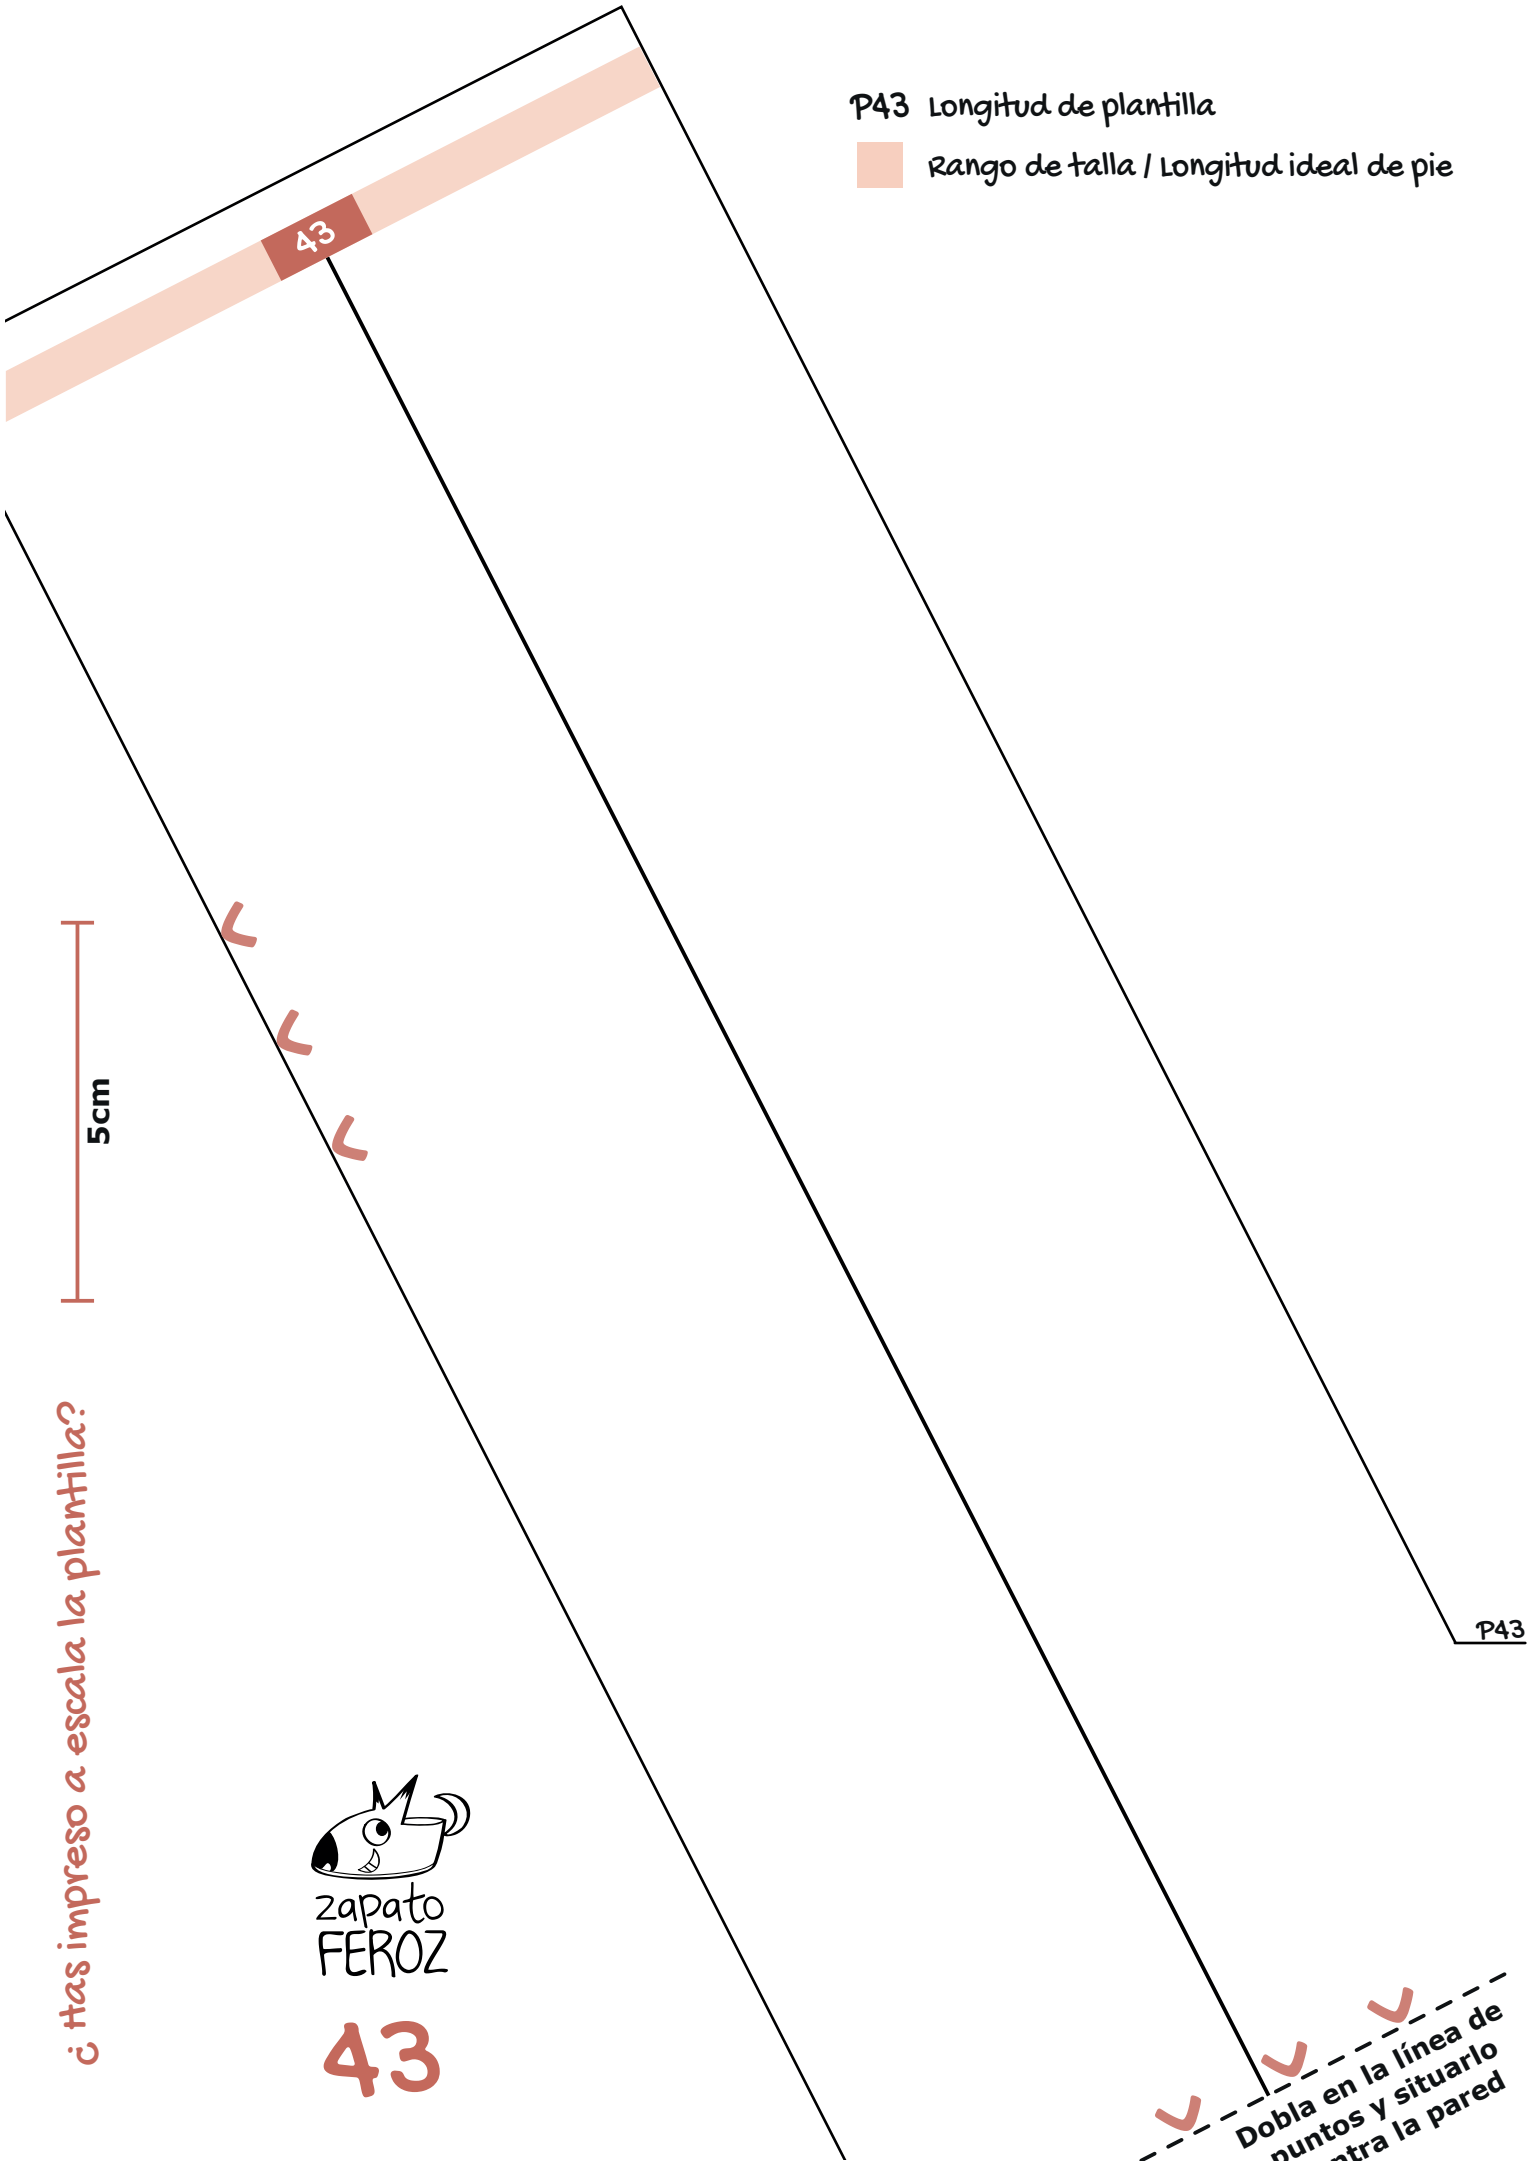 P43 Longitud de plantilla
Rango de talla / Longitud ideal de pie
43
5cm
¿Has impreso a escala la plantilla?
P43
zapato
FEROZ
43
Dobla en la línea de
puntos y situarlo
la pared